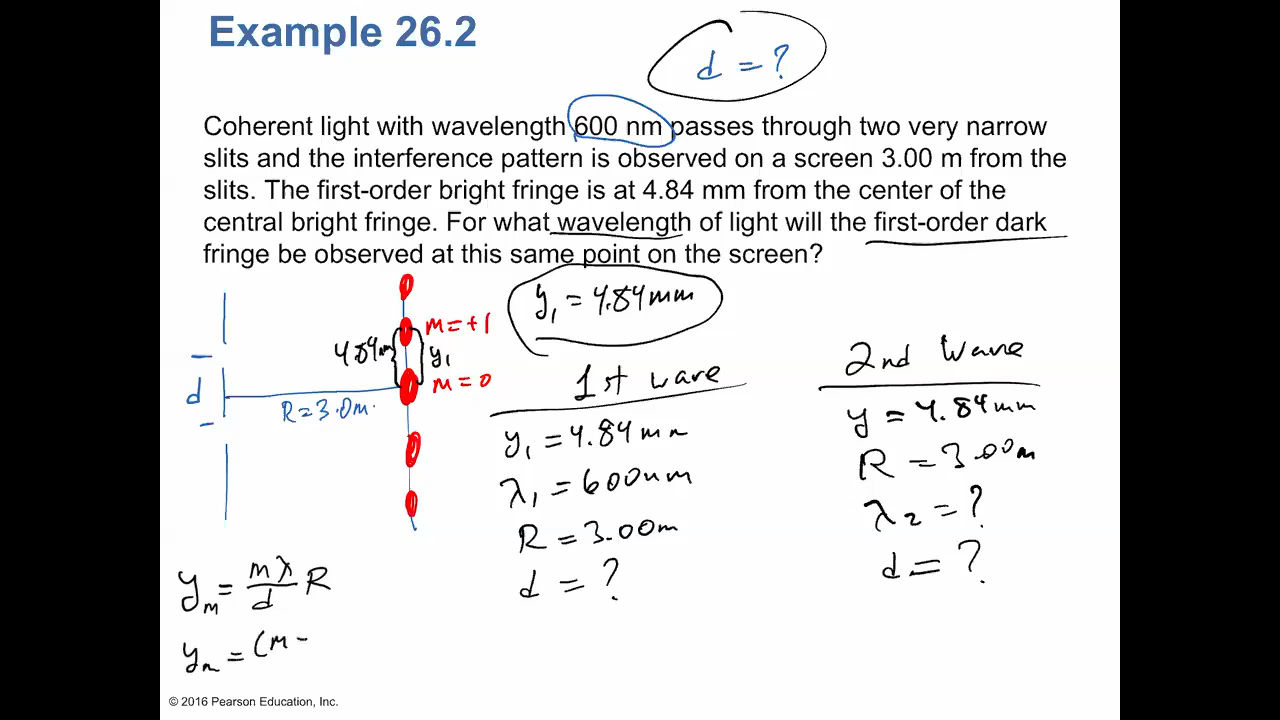 Example 26.2
d = ?
Coherent light with wavelength 600 nm passes through two very narrow
slits and the interference pattern is observed on a screen 3.00 m from the
slits. The first-order bright fringe is at 4.84 mm from the center of the
central bright fringe. For what wavelength of light will the first-order dark
fringe be observed at this same point on the screen?
y₁ = 4.84mm
m = +1
4.84m
y₁
m = 0
d
R = 3.0m.
1st wave
y₁ = 4.84mm
λ₁ = 600nm
R = 3.00m
d = ?
2nd Wave
y = 4.84mm
R = 3.00m
λ₂ = ?
d = ?
yₘ = mλ/d R
yₘ = (m -
© 2016 Pearson Education, Inc.